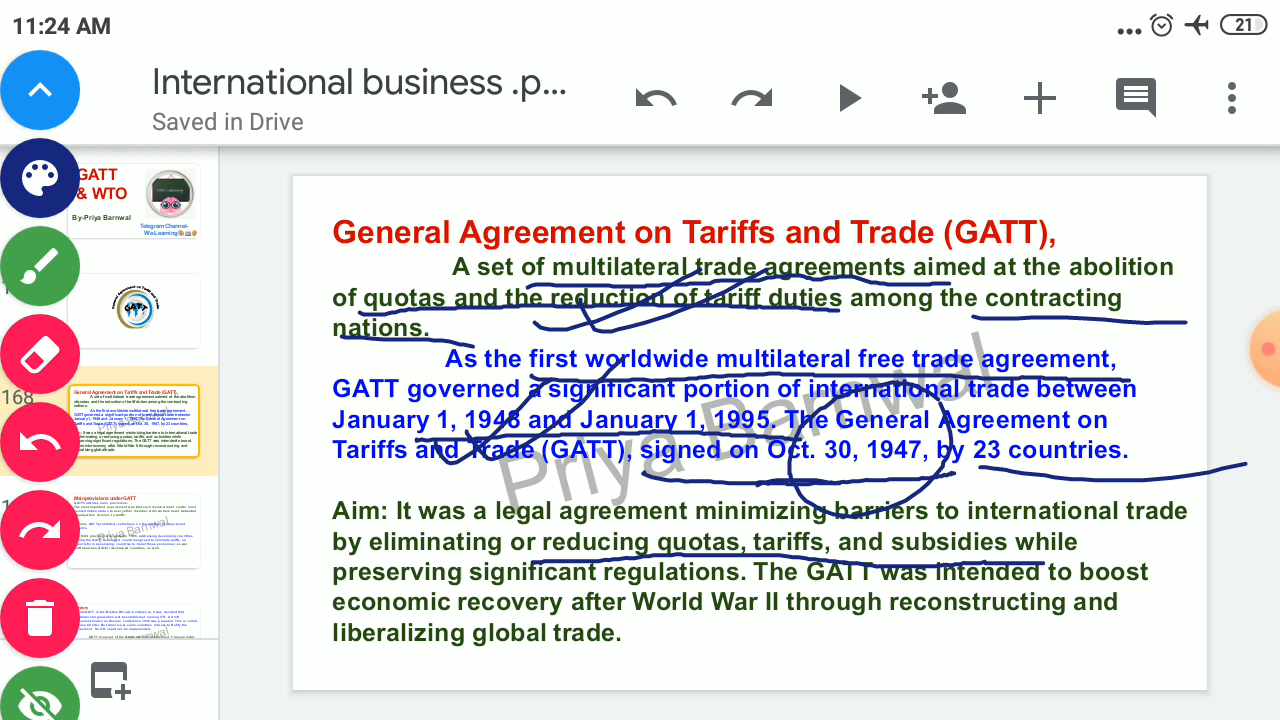 11:24 AM
21
International business .p...
Saved in Drive
GATT
& WTO
By-Priya Barnwal
Telegram Channel-
We-Learning
168
General Agreement on Tariffs and Trade (GATT),
A set of multilateral trade agreements aimed at the abolition
of quotas and the reduction of tariff duties among the contracting
nations.
As the first worldwide multilateral free trade agreement,
GATT governed a significant portion of international trade between
January 1, 1948 and January 1, 1995. The General Agreement on
Tariffs and Trade (GATT), signed on Oct. 30, 1947, by 23 countries.
Aim: It was a legal agreement minimizing barriers to international trade
by eliminating or reducing quotas, tariffs, and subsidies while
preserving significant regulations. The GATT was intended to boost
economic recovery after World War II through reconstructing and
liberalizing global trade.
Priya Barnwal
Main provisions under GATT